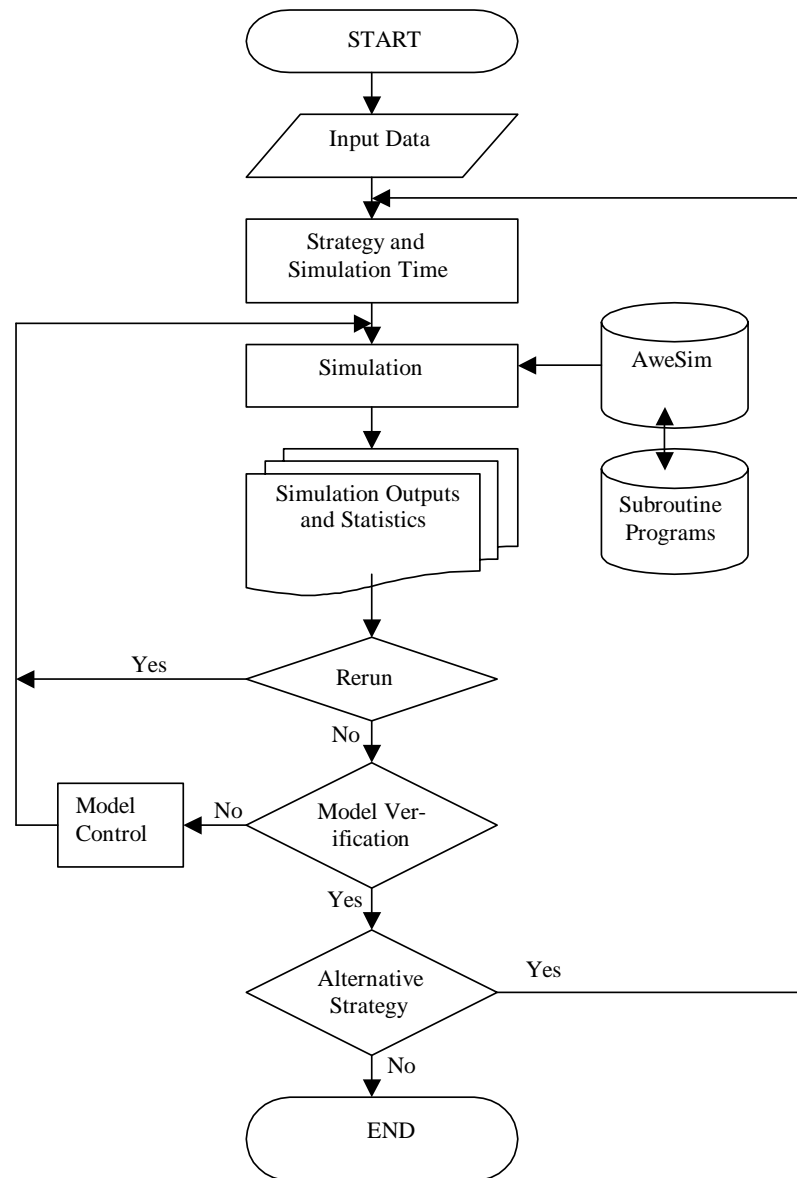 START
Input Data
Strategy and
Simulation Time
Simulation
AweSim
Simulation Outputs
and Statistics
Subroutine
Programs
Yes
Rerun
No
Model
Control
No
Model Ver-
ification
Yes
Alternative
Strategy
Yes
No
END